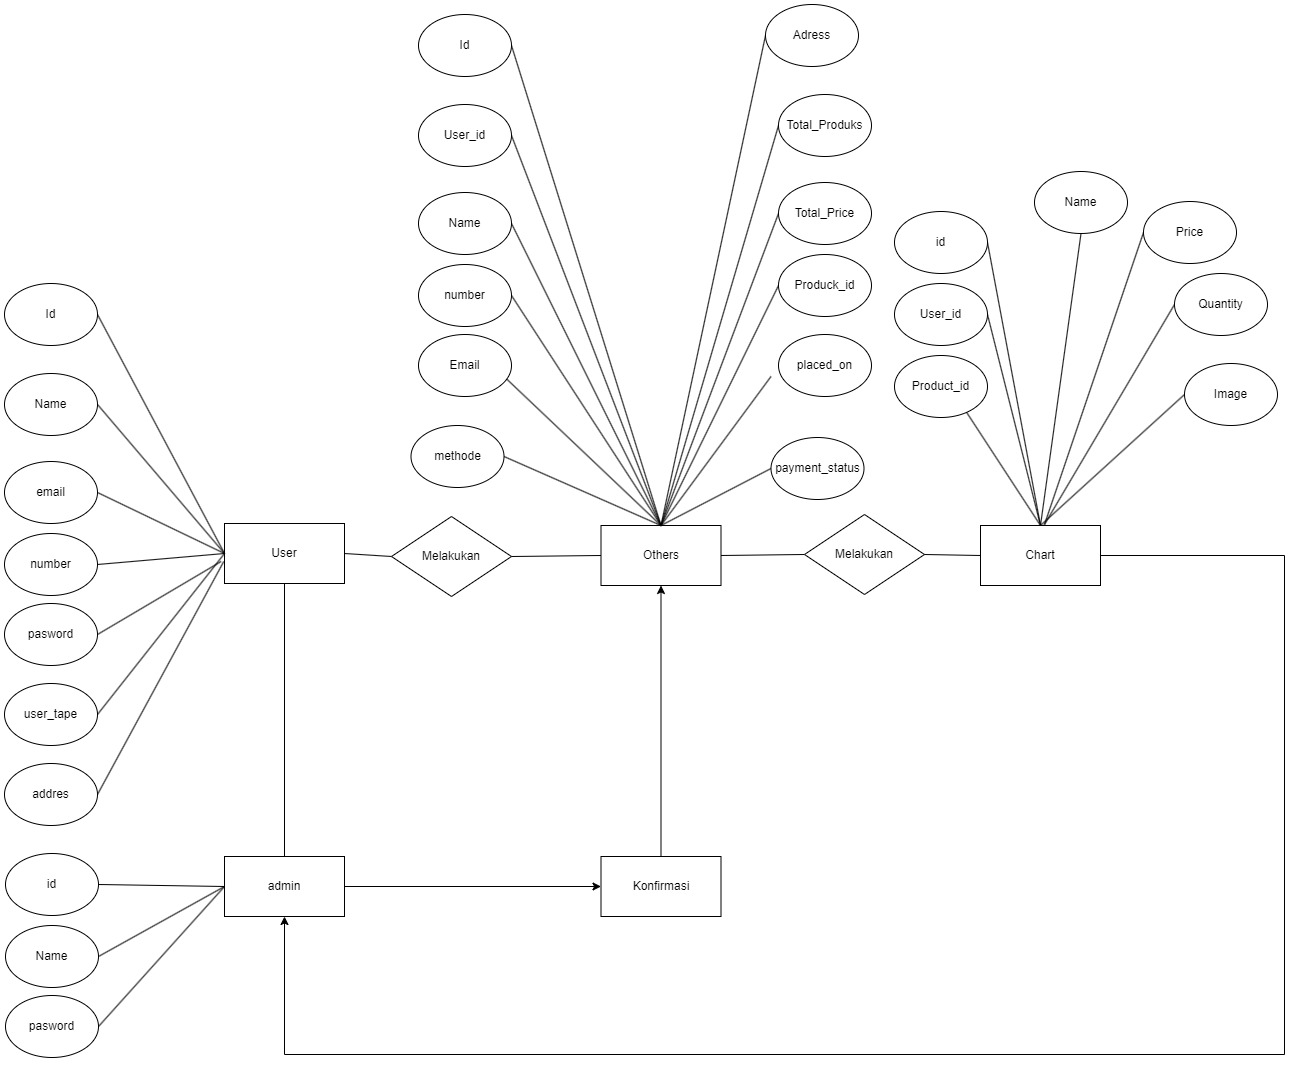 Id
User_id
Name
number
Email
methode
Adress
Total_Produks
Total_Price
Produck_id
placed_on
payment_status
id
User_id
Product_id
Name
Price
Quantity
Image
Id
Name
email
number
pasword
user_tape
addres
User
Melakukan
Others
Melakukan
Chart
id
Name
pasword
admin
Konfirmasi